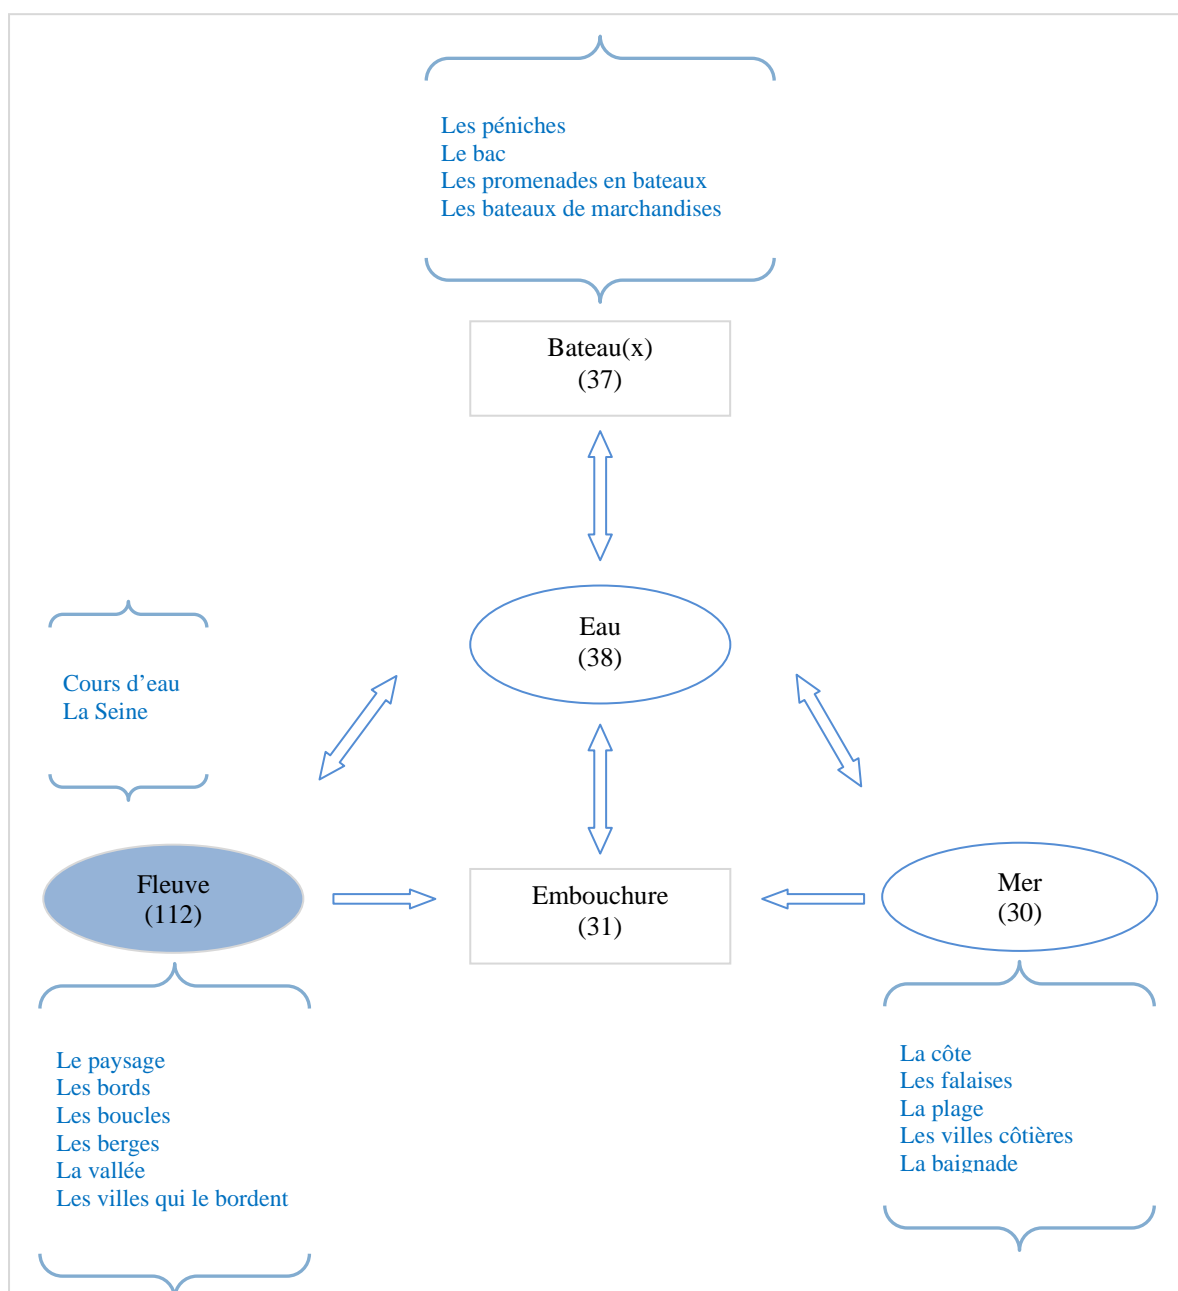 Les péniches
Le bac
Les promenades en bateaux
Les bateaux de marchandises
Bateau(x)
(37)
Eau
(38)
Cours d’eau
La Seine
Fleuve
(112)
Embouchure
(31)
Mer
(30)
Le paysage
Les bords
Les boucles
Les berges
La vallée
Les villes qui le bordent
La côte
Les falaises
La plage
Les villes côtières
La baignade